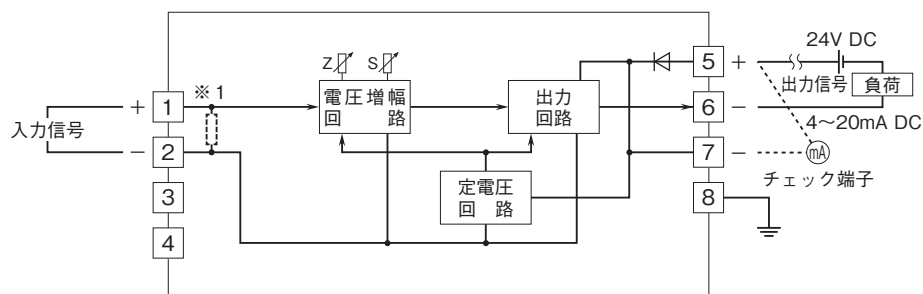 24V DC
Z
S
5
+
※1
電圧増幅
回　路
出力
回路
出力信号
負荷
+
1
6
−
入力信号
4～20mA DC
−
2
7
−
mA
チェック端子
定電圧
回　路
3
8
4